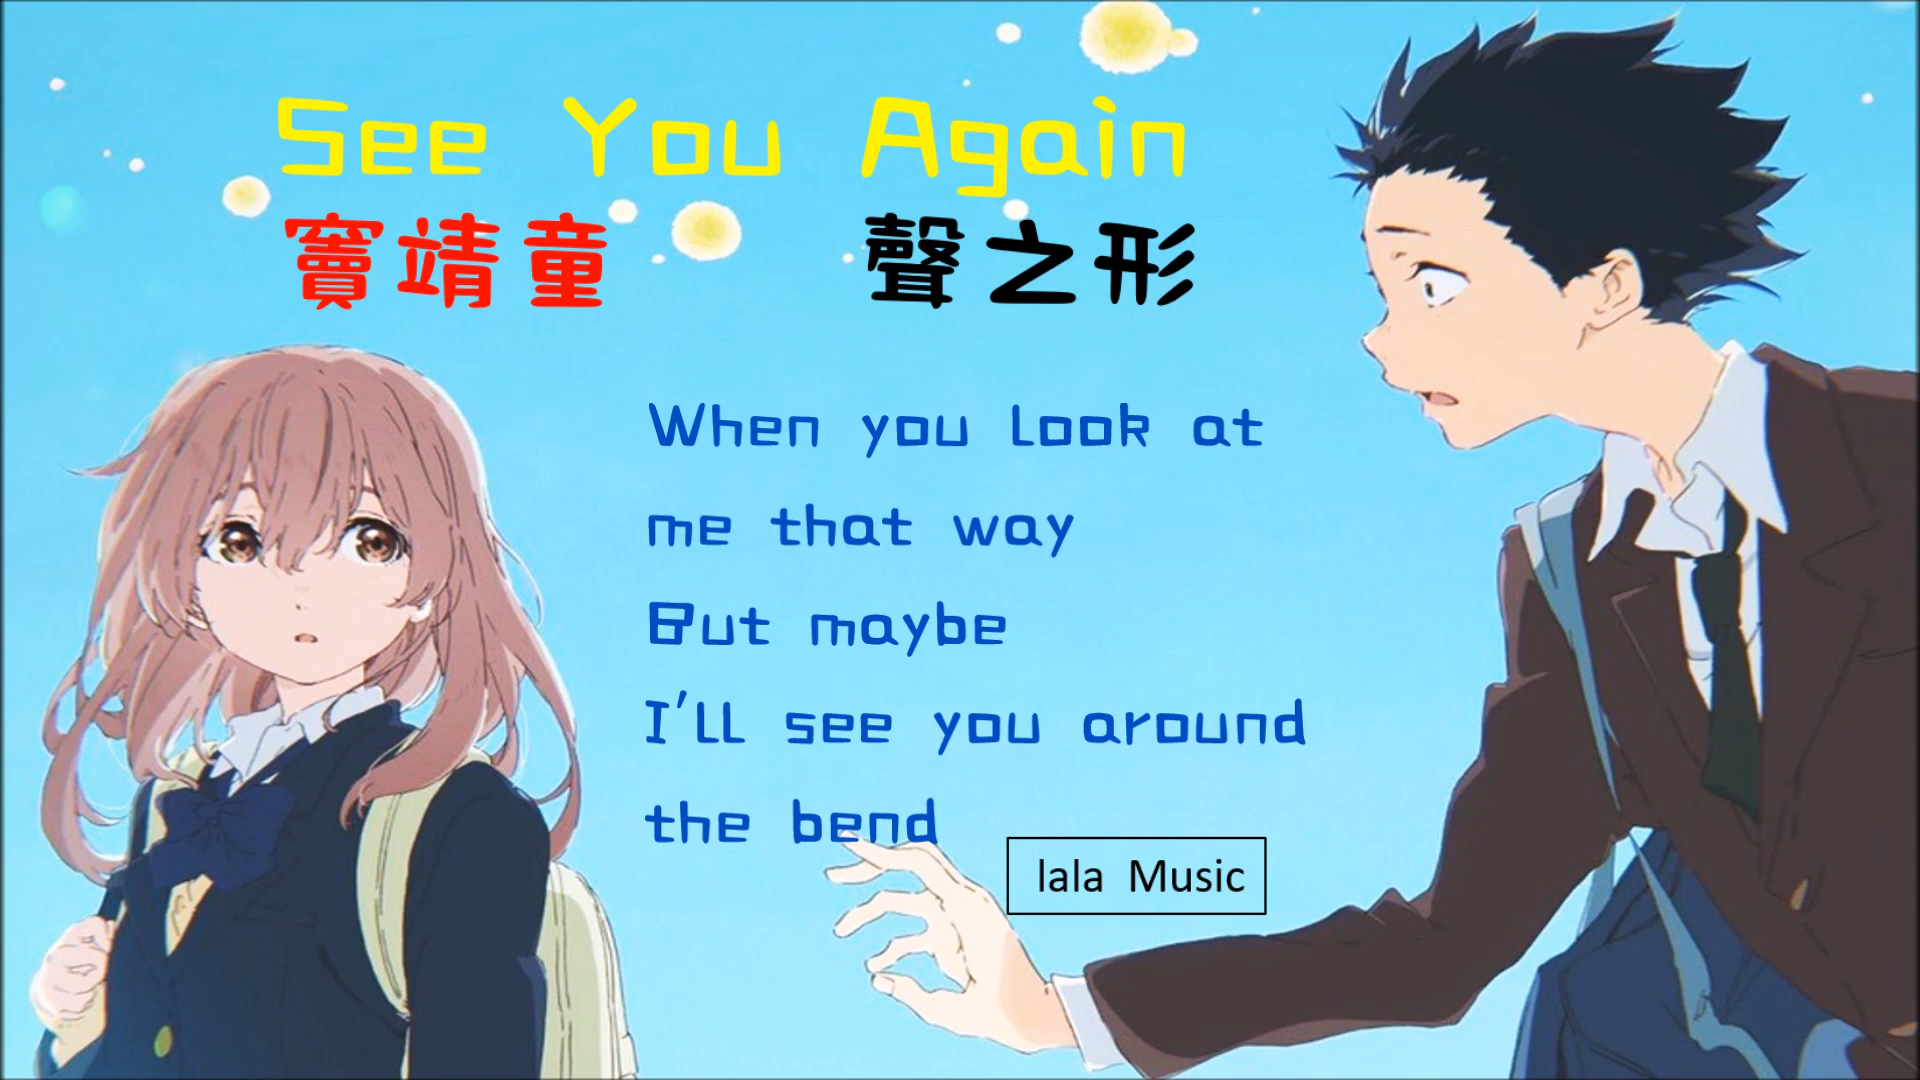 See You Again
竇靖童 聲之形
When you look at
me that way
But maybe
I'll see you around
the bend
lala Music